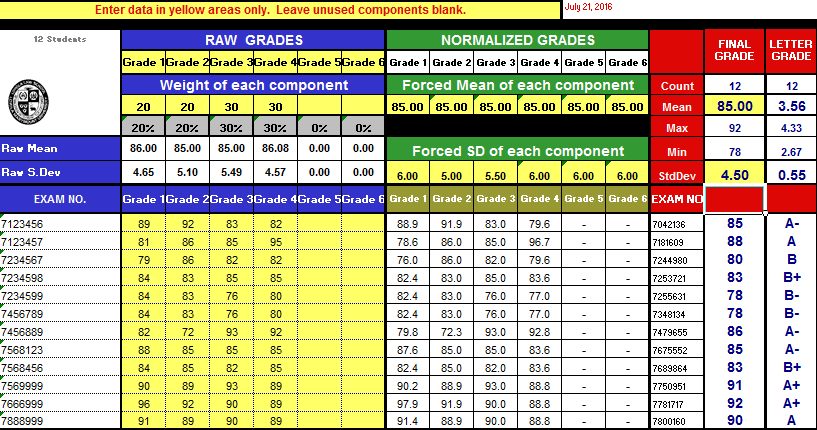 Enter data in yellow areas only. Leave unused components blank. July 21, 2016
12 Students RAW GRADES NORMALIZED GRADES FINAL GRADE LETTER GRADE
Grade 1 Grade 2 Grade 3 Grade 4 Grade 5 Grade 6 Grade 1 Grade 2 Grade 3 Grade 4 Grade 5 Grade 6
Weight of each component Forced Mean of each component Count 12 12
20 20 30 30 85.00 85.00 85.00 85.00 85.00 85.00 Mean 85.00 3.56
20% 20% 30% 30% 0% 0% Max 92 4.33
Raw Mean 86.00 85.00 85.00 86.08 0.00 0.00 Forced SD of each component Min 78 2.67
Raw S.Dev 4.65 5.10 5.49 4.57 0.00 0.00 6.00 5.00 5.50 6.00 6.00 6.00 StdDev 4.50 0.55
EXAM NO. Grade 1 Grade 2 Grade 3 Grade 4 Grade 5 Grade 6 Grade 1 Grade 2 Grade 3 Grade 4 Grade 5 Grade 6 EXAM NO
7123456 89 92 83 82 88.9 91.9 83.0 79.6 - - 7042136 85 A-
7123457 81 86 85 95 78.6 86.0 85.0 96.7 - - 7181609 88 A
7234567 79 86 82 82 76.0 86.0 82.0 79.6 - - 7244980 80 B
7234598 84 83 85 85 82.4 83.0 85.0 83.6 - - 7253721 83 B+
7234599 84 83 76 80 82.4 83.0 76.0 77.0 - - 7255631 78 B-
7456789 84 83 76 80 82.4 83.0 76.0 77.0 - - 7348134 78 B-
7456889 82 72 93 92 79.8 72.3 93.0 92.8 - - 7479655 86 A-
7568123 88 85 85 85 87.6 85.0 85.0 83.6 - - 7675552 85 A-
7568456 84 85 82 85 82.4 85.0 82.0 83.6 - - 7689864 83 B+
7569999 90 89 93 89 90.2 88.9 93.0 88.8 - - 7750951 91 A+
7666999 96 92 90 89 97.9 91.9 90.0 88.8 - - 7781717 92 A+
7888999 91 89 90 89 91.4 88.9 90.0 88.8 - - 7800160 90 A